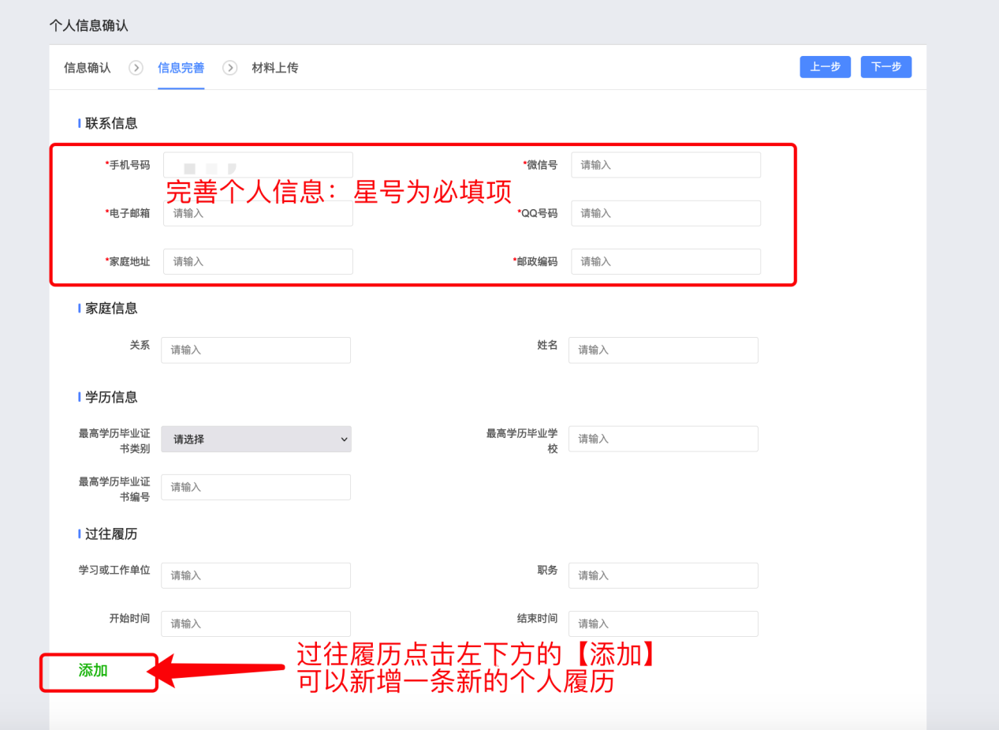 个人信息确认
信息确认 信息完善 材料上传 上一步 下一步
联系信息
*手机号码 *微信号 请输入
完善个人信息：星号为必填项
*电子邮箱 请输入 *QQ号码 请输入
*家庭地址 请输入 *邮政编码 请输入
家庭信息
关系 请输入 姓名 请输入
学历信息
最高学历毕业证书类别 请选择 最高学历毕业学校 请输入
最高学历毕业证书编号 请输入
过往履历
学习或工作单位 请输入 职务 请输入
开始时间 请输入 结束时间 请输入
过往履历点击左下方的【添加】
添加
可以新增一条新的个人履历